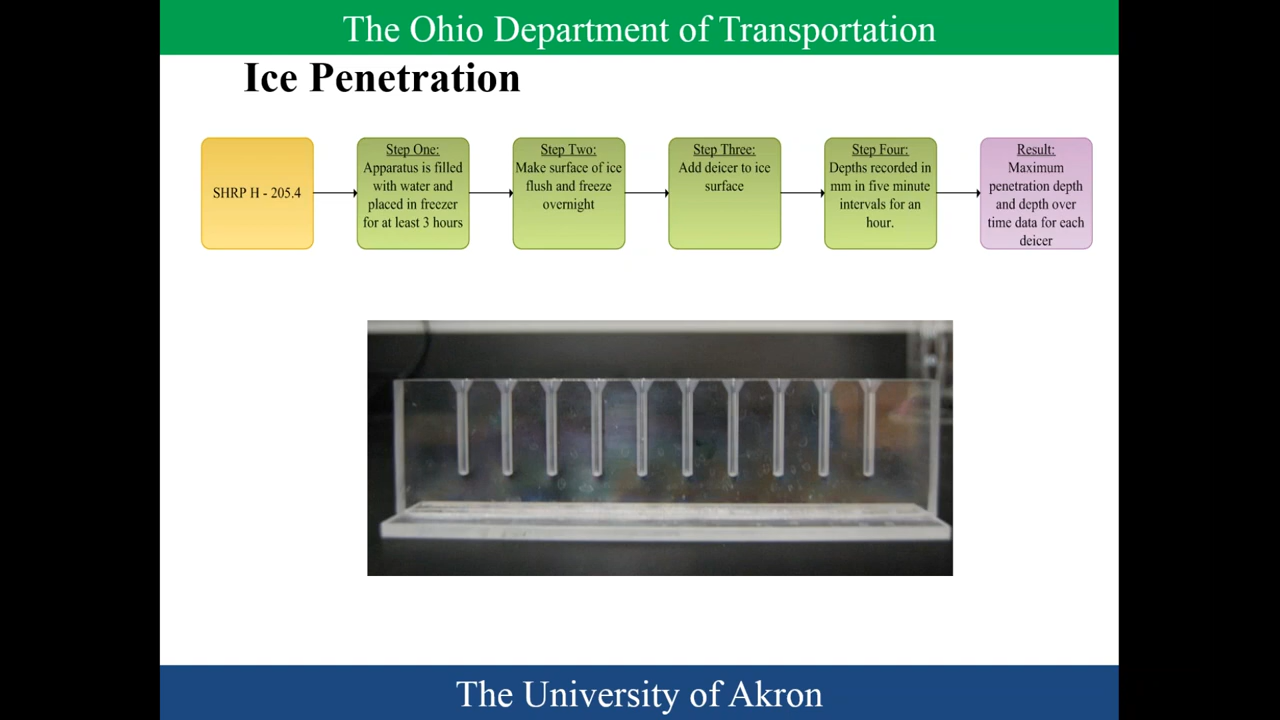 The Ohio Department of Transportation
Ice Penetration
SHRP H - 205.4
Step One:
Apparatus is filled
with water and
placed in freezer
for at least 3 hours
Step Two:
Make surface of ice
flush and freeze
overnight
Step Three:
Add deicer to ice
surface
Step Four:
Depths recorded in
mm in five minute
intervals for an
hour.
Result:
Maximum
penetration depth
and depth over
time data for each
deicer
The University of Akron